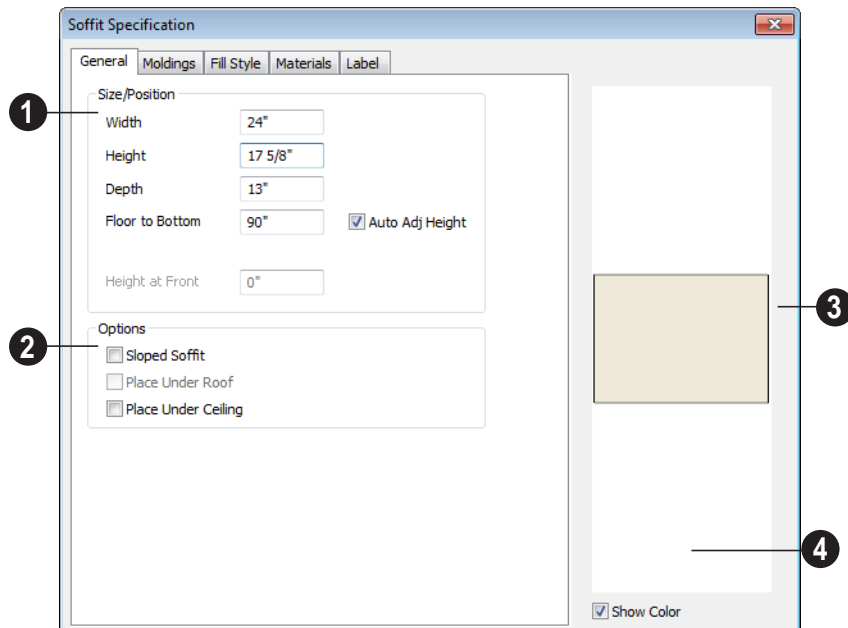 Soffit Specification
General Moldings Fill Style Materials Label
Size/Position
1
Width 24"
Height 17 5/8"
Depth 13"
Floor to Bottom 90" Auto Adj Height
Height at Front 0"
3
Options
2
Sloped Soffit
Place Under Roof
Place Under Ceiling
4
Show Color